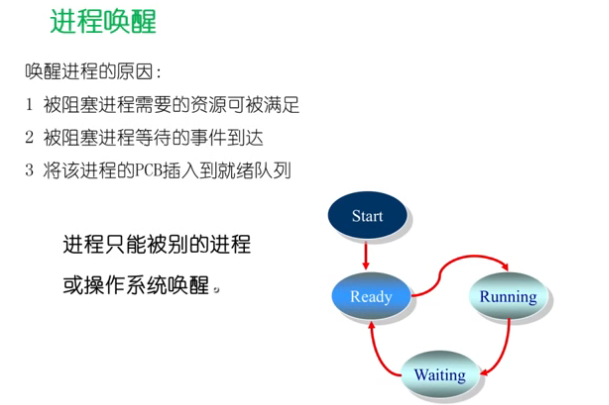 进程唤醒
唤醒进程的原因：
1 被阻塞进程需要的资源可被满足
2 被阻塞进程等待的事件到达
3 将该进程的PCB插入到就绪队列
进程只能被别的进程
或操作系统唤醒。
Start
Ready
Running
Waiting